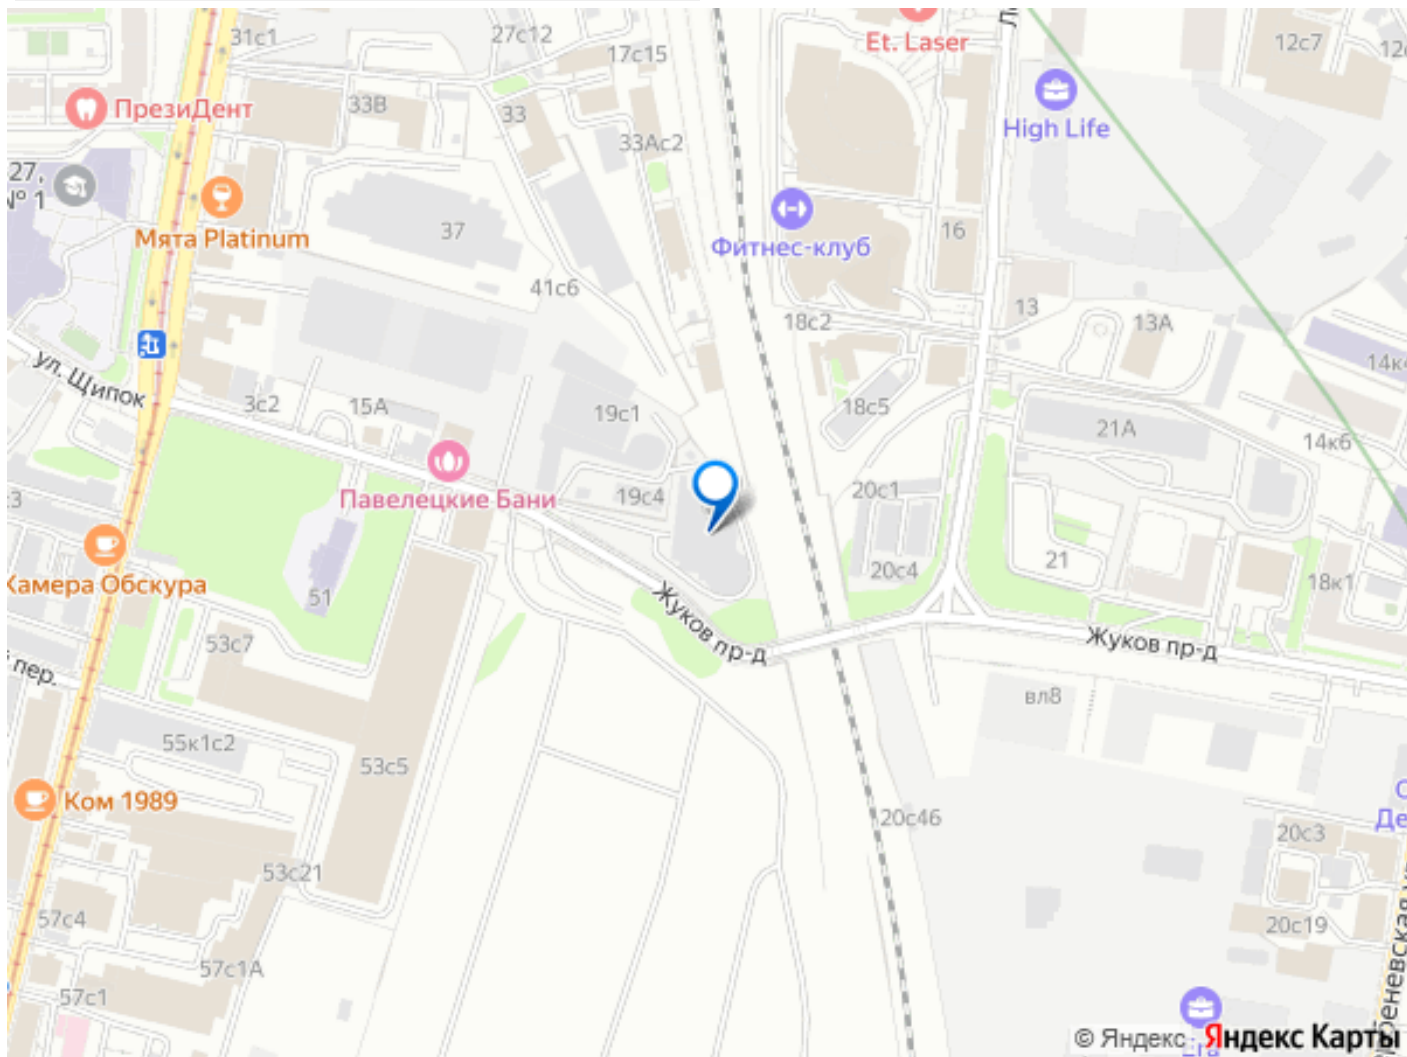 31с1
27с12
17с15
Et. Laser
12с7
ПрезиДент
33В
33
33Ас2
High Life
27,
№ 1
Мята Platinum
37
Фитнес-клуб
16
41с6
18с2
13
13А
14к4
ул. Щипок
3с2
15А
19с1
18с5
21А
14к6
Павелецкие Бани
19с4
20с1
Камера Обскура
51
20с4
21
18к1
Жуков пр-д
Жуков пр-д
53с7
пер.
вл8
55к1с2
53с5
Ком 1989
20с46
20с3
53с21
57с4
20с19
57с1А
57с1
© Яндекс
Яндекс Карты